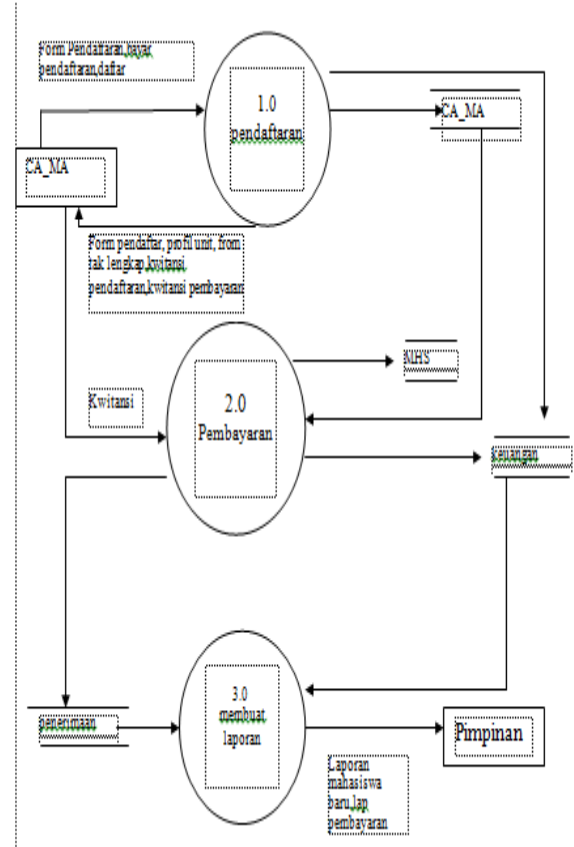 Form Pendaftaran,bayar
pendaftaran,daftar
1.0
pendaftaran
CA_MA
CA_MA
Form pendaftar, profil unit, from
tak lengkap,kwitansi
pendaftaran,kwitansi pembayaran
MHS
Kwitansi
2.0
Pembayaran
keuangan
3.0
membuat
laporan
penerimaan
Pimpinan
Laporan
mahasiswa
baru,lap
pembayaran